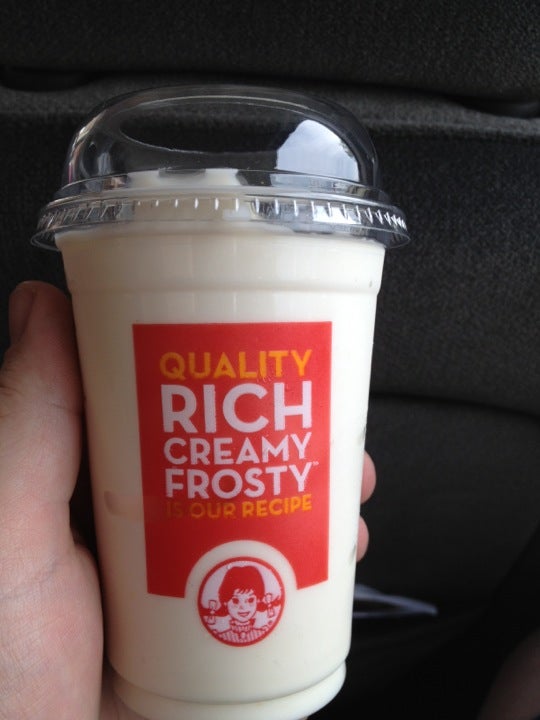 QUALITY
RICH
CREAMY
FROSTY™
IS OUR RECIPE